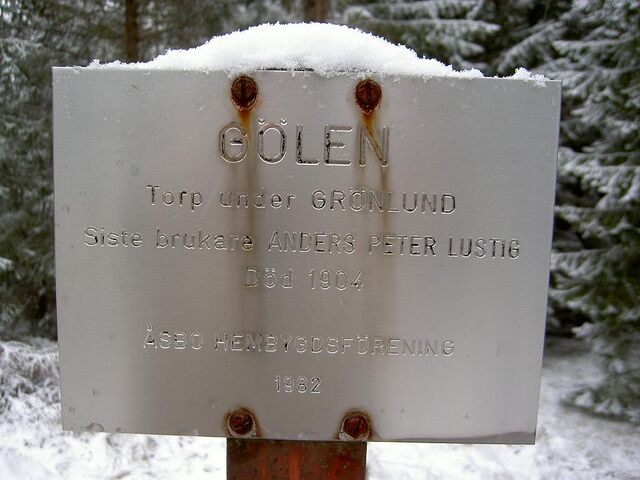 GÖLEN
Torp under GRÖNLUND
Siste brukare ANDERS PETER LUSTIG
Död 1904
ÅSBO HEMBYGDSFÖRENING
1982